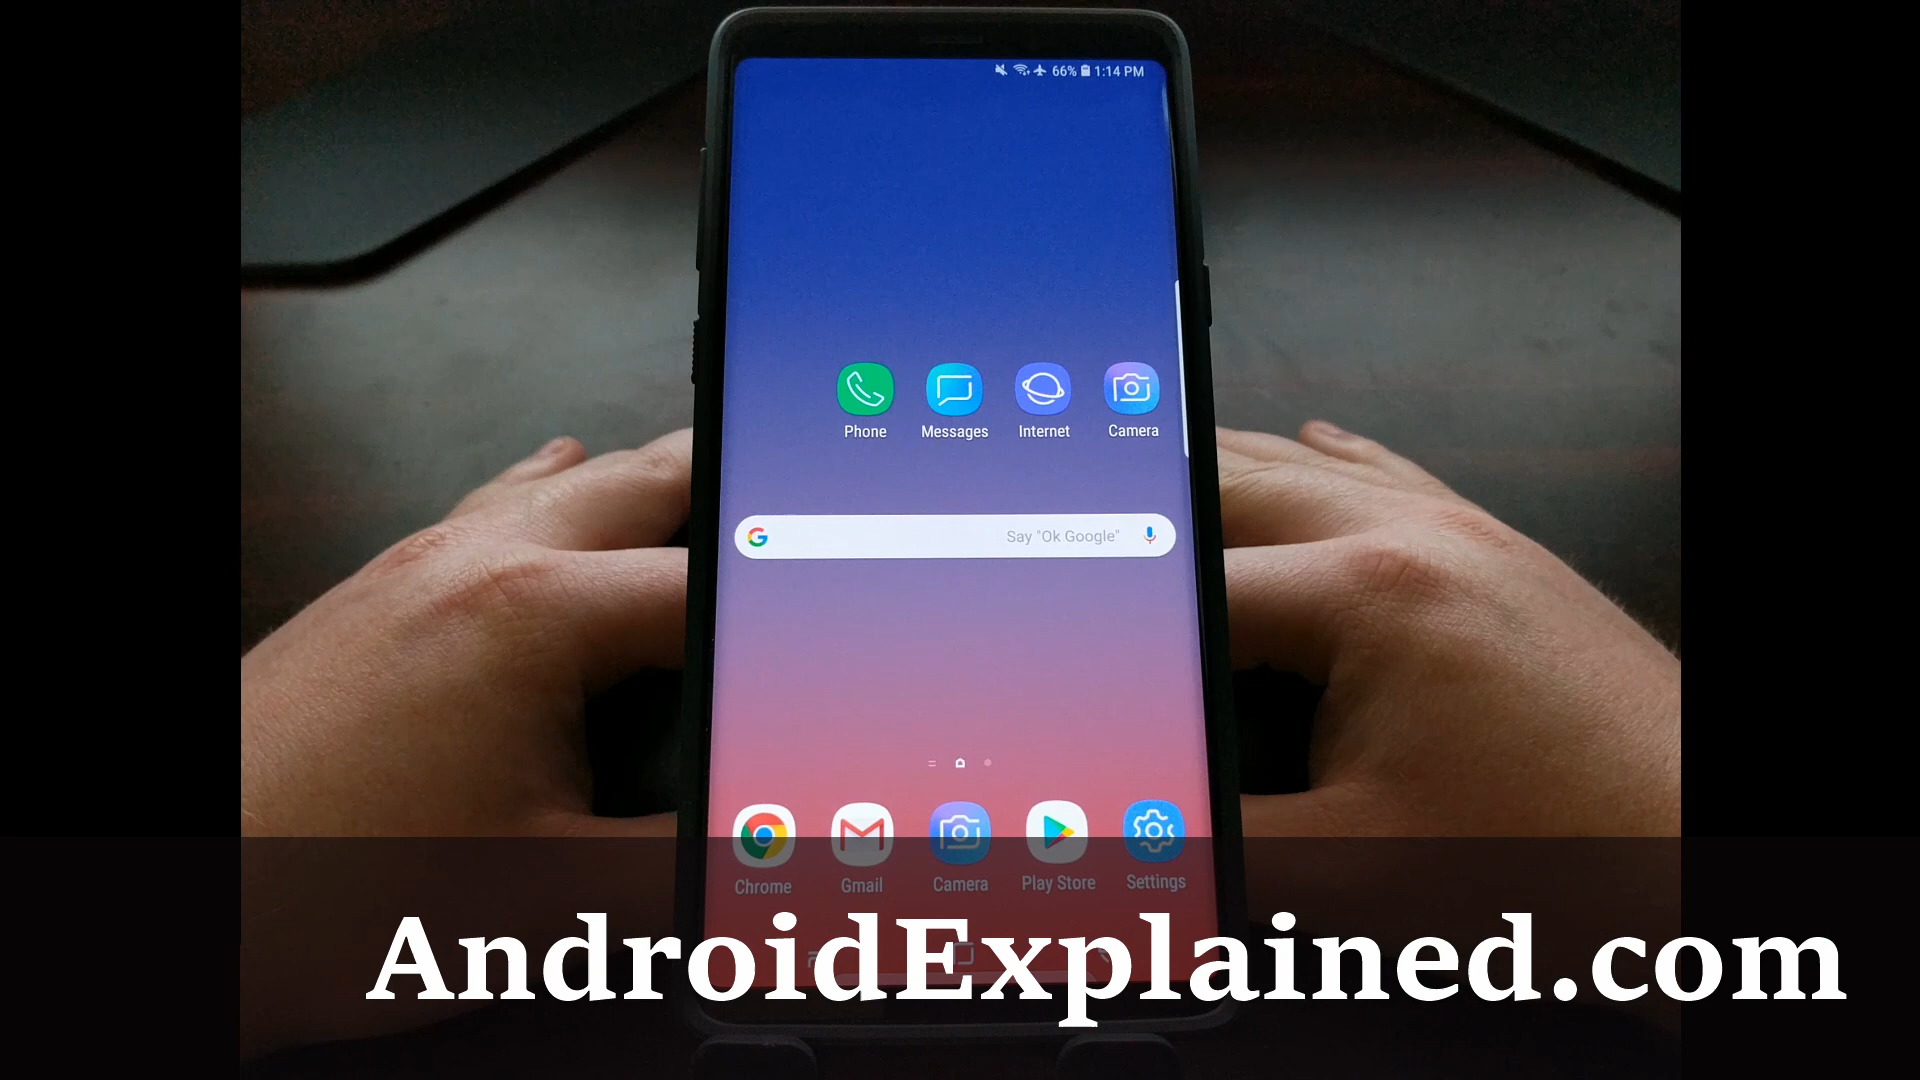 66% 1:14 PM
Phone Messages Internet Camera
G Say "Ok Google"
Chrome Gmail Camera Play Store Settings
AndroidExplained.com